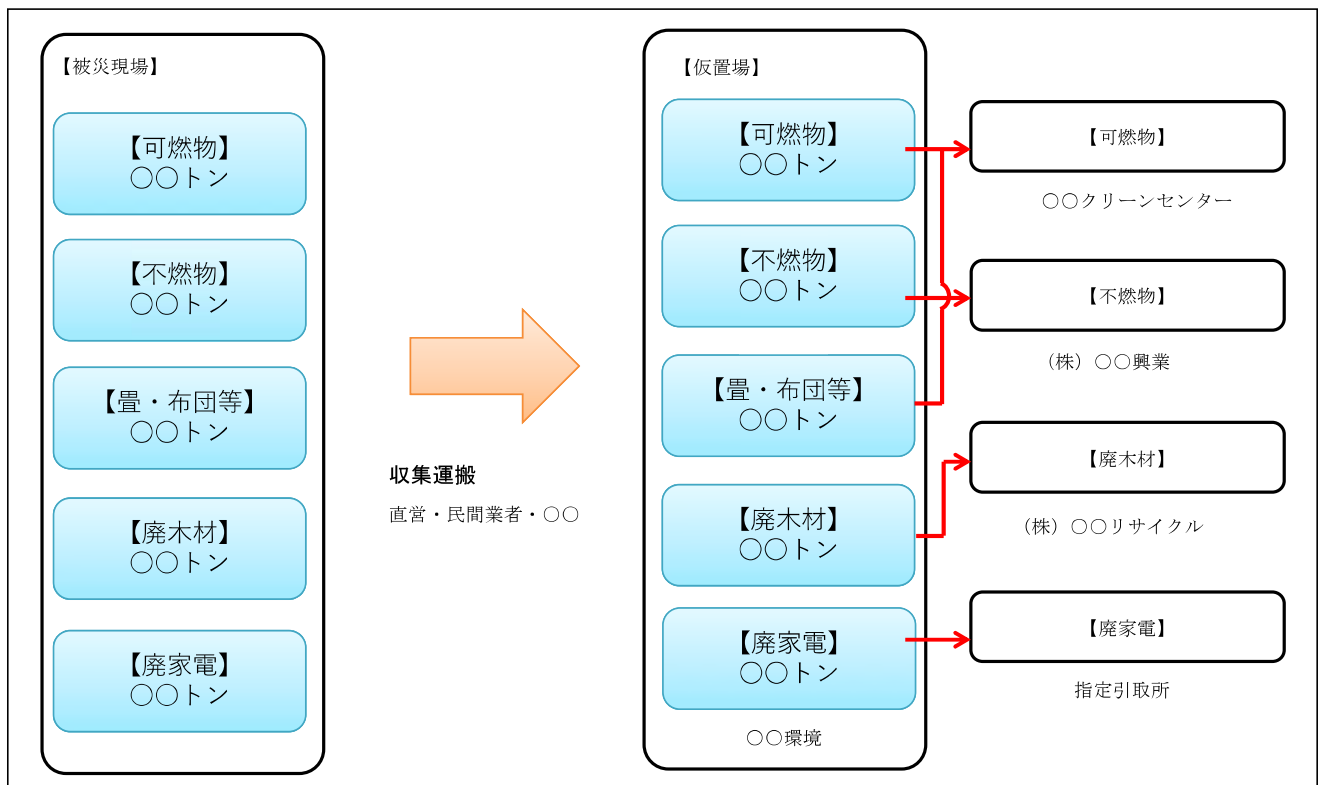 【被災現場】
【可燃物】
〇〇トン
【不燃物】
〇〇トン
【畳・布団等】
〇〇トン
【廃木材】
〇〇トン
【廃家電】
〇〇トン
収集運搬
直営・民間業者・〇〇
【仮置場】
【可燃物】
〇〇トン
【不燃物】
〇〇トン
【畳・布団等】
〇〇トン
【廃木材】
〇〇トン
【廃家電】
〇〇トン
〇〇環境
【可燃物】
〇〇クリーンセンター
【不燃物】
（株）〇〇興業
【廃木材】
（株）〇〇リサイクル
【廃家電】
指定引取所